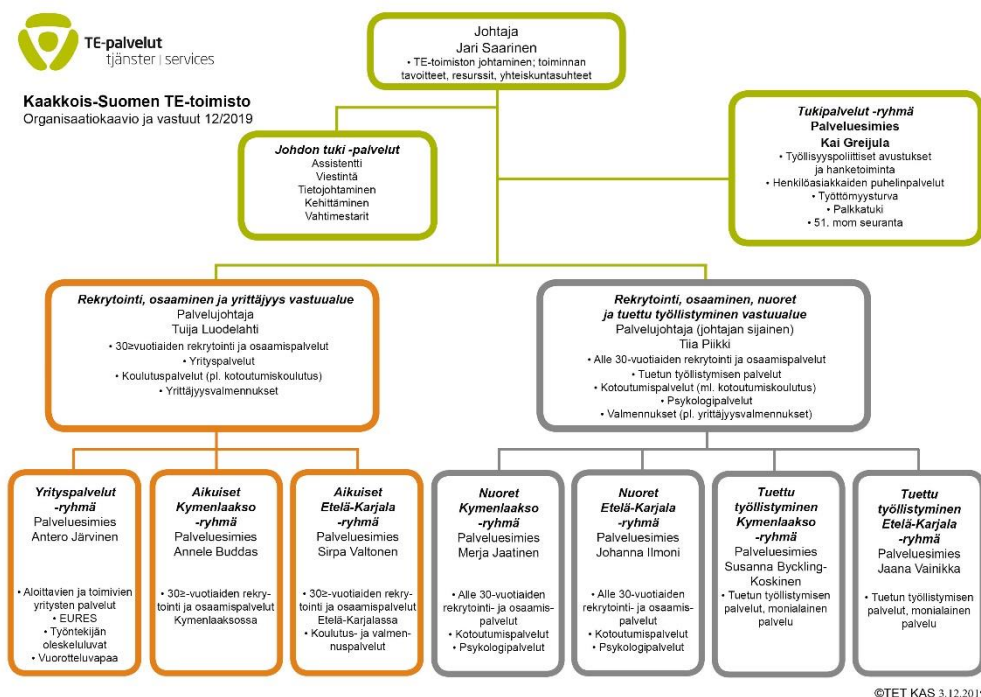 TE-palvelut
tjänster | services
Kaakkois-Suomen TE-toimisto
Organisaatiokaavio ja vastuut 12/2019
Johtaja
Jari Saarinen
• TE-toimiston johtaminen; toiminnan
tavoitteet, resurssit, yhteiskuntasuhteet
Johdon tuki -palvelut
Assistentti
Viestintä
Tietojohtaminen
Kehittäminen
Vahtimestarit
Tukipalvelut -ryhmä
Palveluesimies
Kai Greijula
• Työllisyyspoliittiset avustukset
ja hanketoiminta
• Henkilöasiakkaiden puhelinpalvelut
• Työttömyysturva
• Palkkatuki
• 51. mom seuranta
Rekrytointi, osaaminen ja yrittäjyys vastuualue
Palvelujohtaja
Tuija Luodelahti
• 30≥vuotiaiden rekrytointi ja osaamispalvelut
• Yrityspalvelut
• Koulutuspalvelut (pl. kotoutumiskoulutus)
• Yrittäjyysvalmennukset
Rekrytointi, osaaminen, nuoret
ja tuettu työllistyminen vastuualue
Palvelujohtaja (johtajan sijainen)
Tiia Piikki
• Alle 30-vuotiaiden rekrytointi ja osaamispalvelut
• Tuetun työllistymisen palvelut
• Kotoutumispalvelut (ml. kotoutumiskoulutus)
• Psykologipalvelut
• Valmennukset (pl. yrittäjyysvalmennukset)
Yrityspalvelut
-ryhmä
Palveluesimies
Antero Järvinen
• Aloittavien ja toimivien
yritysten palvelut
• EURES
• Työntekijän
oleskeluluvat
• Vuorotteluvapaa
Aikuiset
Kymenlaakso
-ryhmä
Palveluesimies
Annele Buddas
• 30≥-vuotiaiden rekry-
tointi ja osaamispalvelut
Kymenlaaksossa
Aikuiset
Etelä-Karjala
-ryhmä
Palveluesimies
Sirpa Valtonen
• 30≥-vuotiaiden rekry-
tointi ja osaamispalvelut
Etelä-Karjalassa
• Koulutus- ja valmen-
nuspalvelut
Nuoret
Kymenlaakso
-ryhmä
Palveluesimies
Merja Jaatinen
• Alle 30-vuotiaiden
rekrytointi- ja osaamis-
palvelut
• Kotoutumispalvelut
• Psykologipalvelut
Nuoret
Etelä-Karjala
-ryhmä
Palveluesimies
Johanna Ilmoni
• Alle 30-vuotiaiden
rekrytointi- ja osaamis-
palvelut
• Kotoutumispalvelut
• Psykologipalvelut
Tuettu
työllistyminen
Kymenlaakso
-ryhmä
Palveluesimies
Susanna Byckling-
Koskinen
• Tuetun työllistymisen
palvelut, monialainen
palvelu
Tuettu
työllistyminen
Etelä-Karjala
-ryhmä
Palveluesimies
Jaana Vainikka
• Tuetun työllistymisen
palvelut, monialainen
palvelu
©TET KAS 3.12.2019